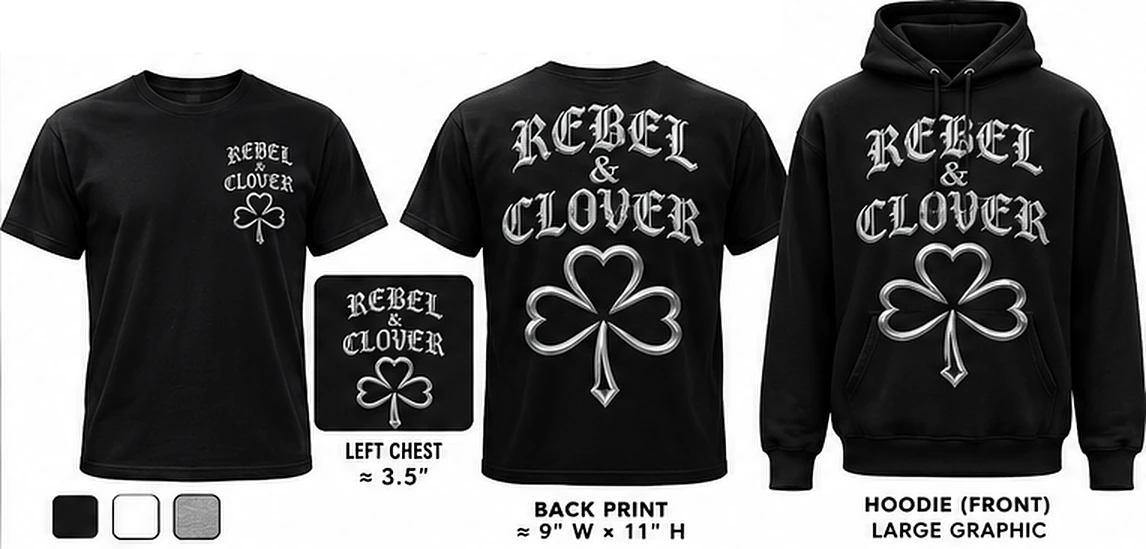 REBEL
&
CLOVER
REBEL
&
CLOVER
LEFT CHEST
≈ 3.5"
REBEL
&
CLOVER
BACK PRINT
≈ 9" W × 11" H
REBEL
&
CLOVER
HOODIE (FRONT)
LARGE GRAPHIC